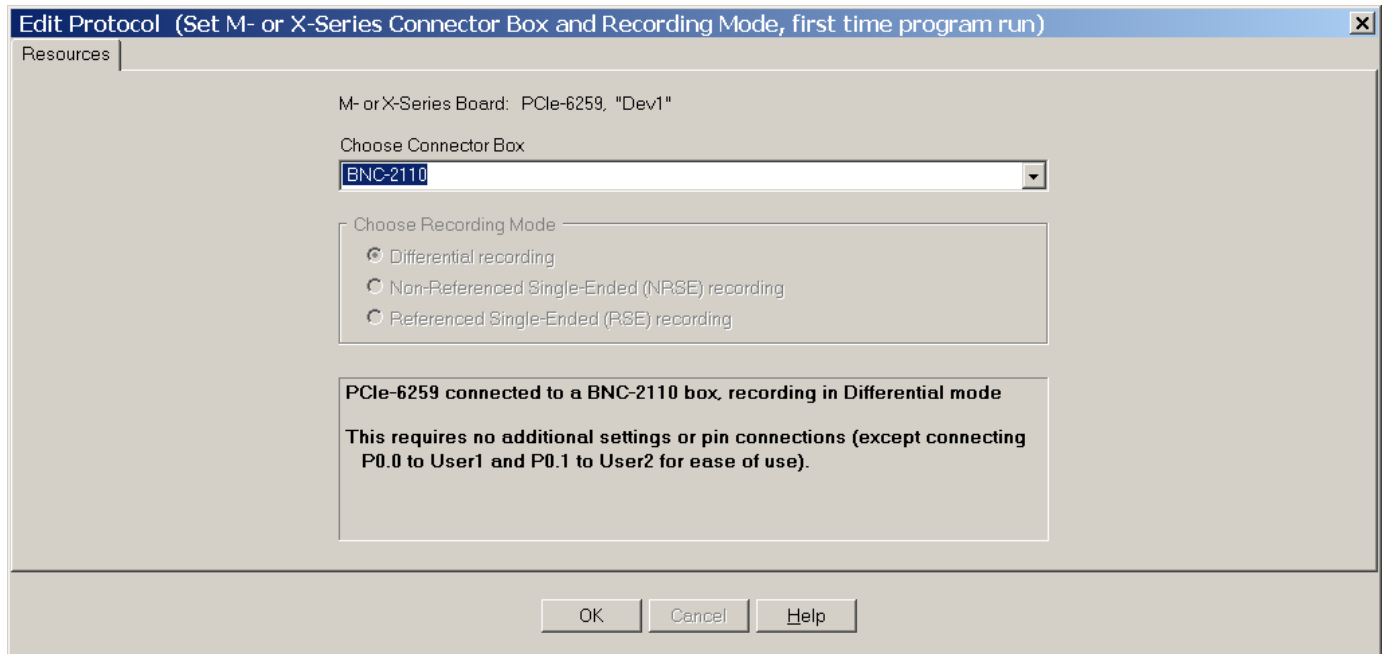 Edit Protocol (Set M- or X-Series Connector Box and Recording Mode, first time program run)
Resources
M- or X-Series Board: PCIe-6259, "Dev1"
Choose Connector Box
BNC-2110
Choose Recording Mode
Differential recording
Non-Referenced Single-Ended (NRSE) recording
Referenced Single-Ended (RSE) recording
PCIe-6259 connected to a BNC-2110 box, recording in Differential mode
This requires no additional settings or pin connections (except connecting
P0.0 to User1 and P0.1 to User2 for ease of use).
OK Cancel Help